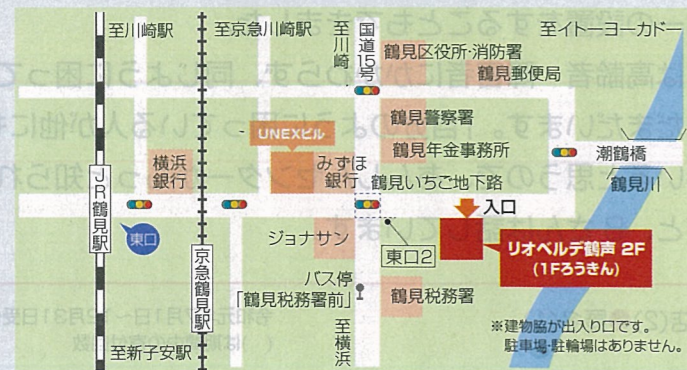 至川崎駅
至京急川崎駅
至川崎
国道15号
至イトーヨーカドー
鶴見区役所・消防署
鶴見郵便局
UNEXビル
鶴見警察署
鶴見年金事務所
横浜
銀行
みずほ
銀行
鶴見いちご地下路
潮鶴橋
鶴見川
JR鶴見駅
東口
京急鶴見駅
ジョナサン
東口2
入口
リオベルデ鶴声 2F
(1Fろうきん)
バス停
「鶴見税務署前」
鶴見税務署
至横浜
至新子安駅
※建物脇が出入り口です。
駐車場・駐輪場はありません。